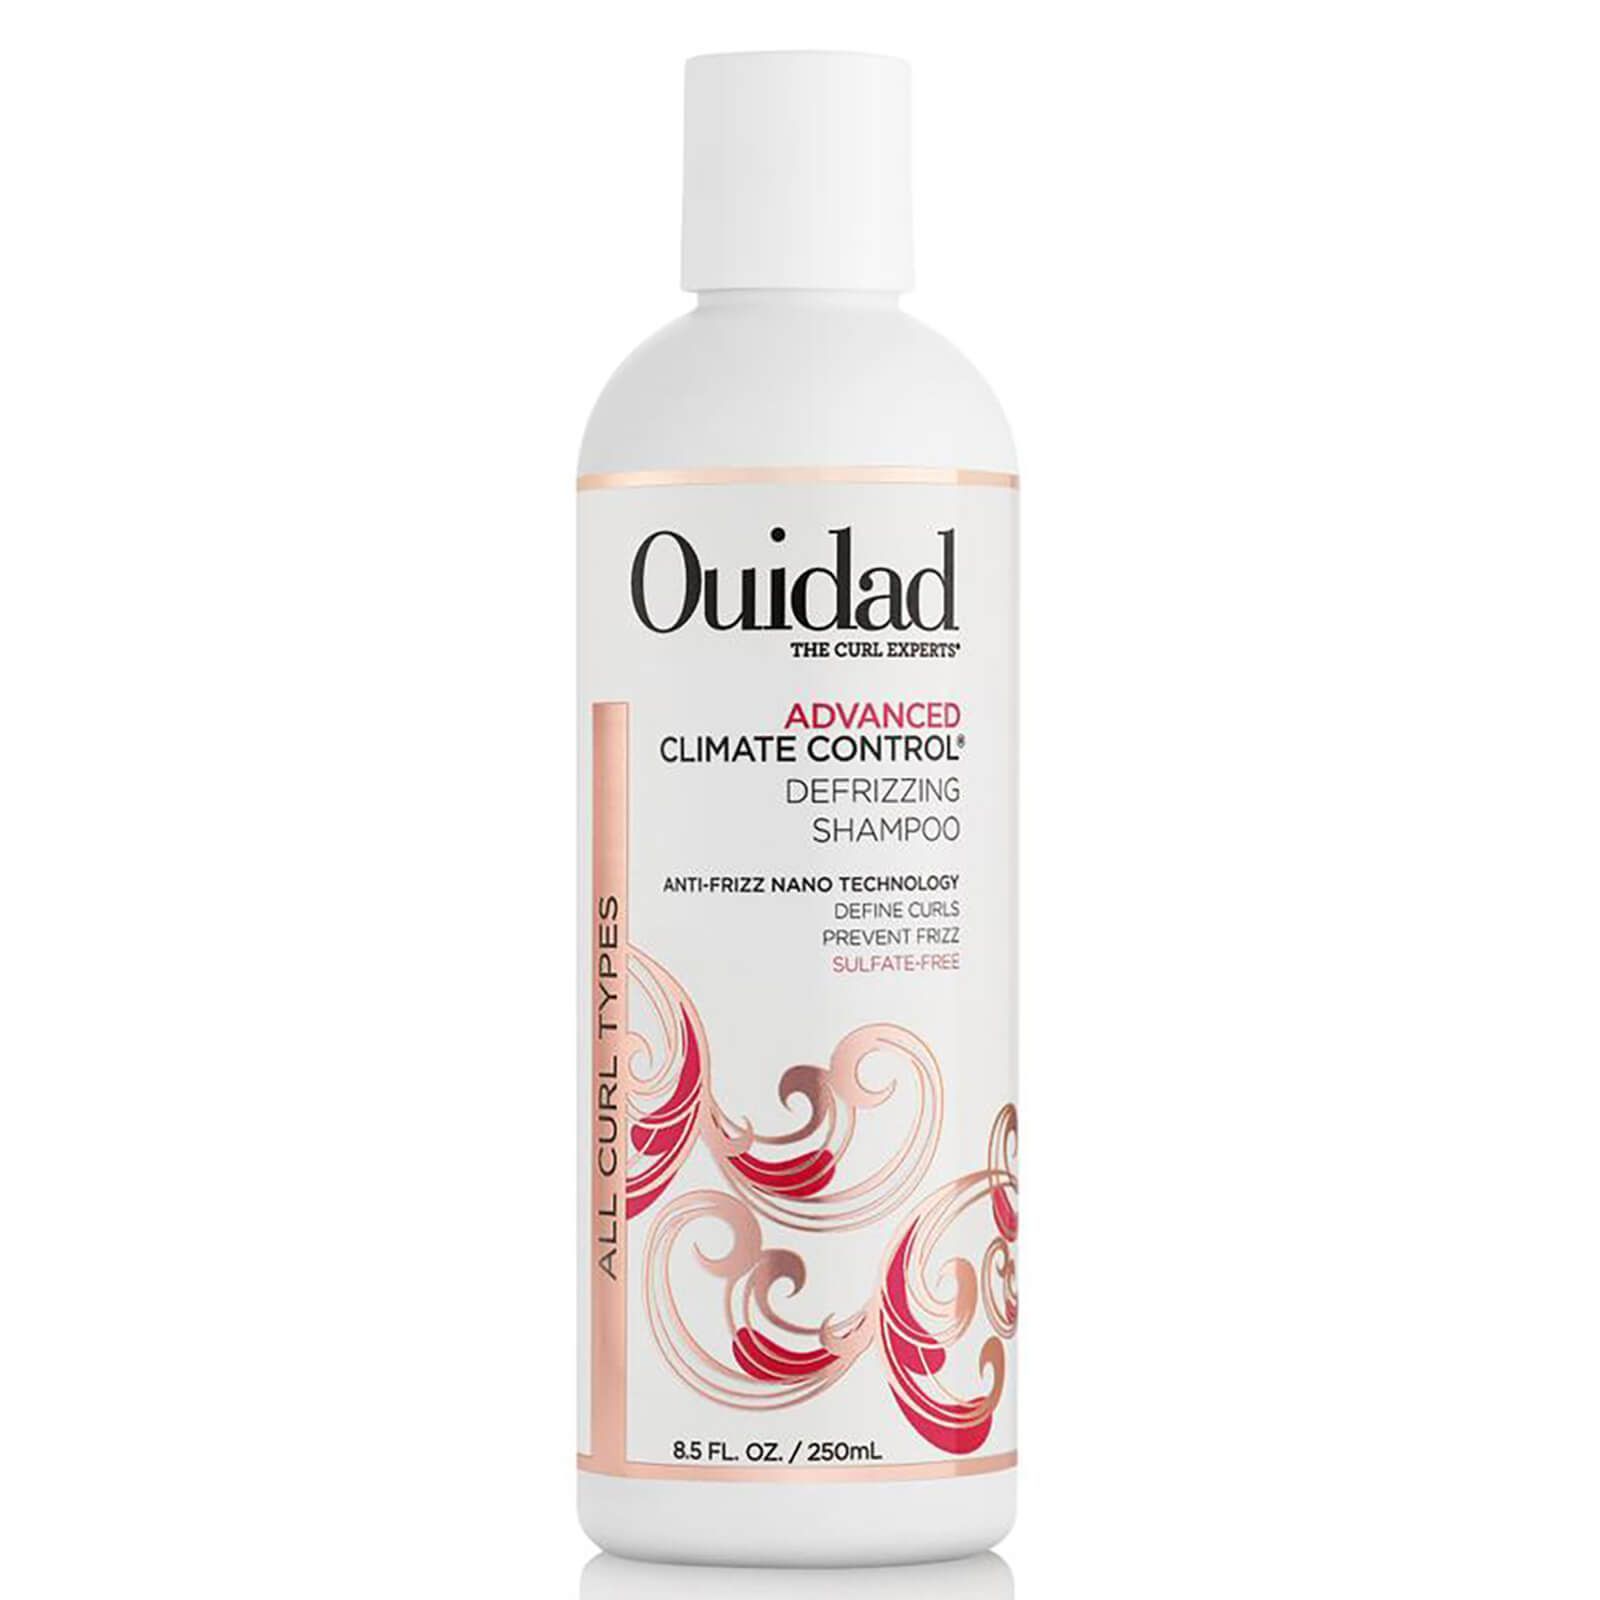 Ouidad
THE CURL EXPERTS®
ADVANCED
CLIMATE CONTROL®
DEFRIZZING
SHAMPOO
ANTI-FRIZZ NANO TECHNOLOGY
DEFINE CURLS
PREVENT FRIZZ
SULFATE-FREE
ALL CURL TYPES
8.5 FL. OZ. / 250mL